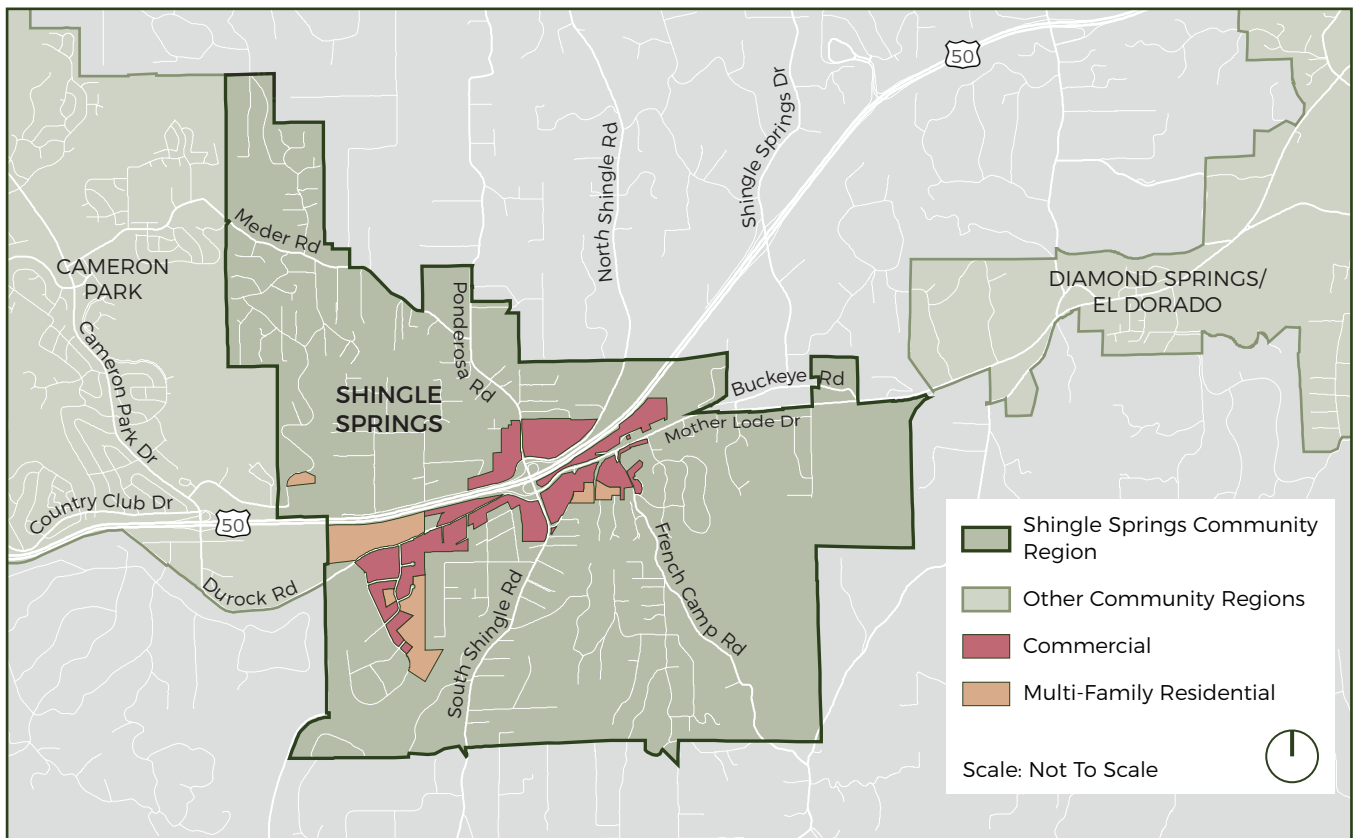 50
North Shingle Rd
Shingle Springs Dr
Meder Rd
CAMERON
PARK
Ponderosa Rd
DIAMOND SPRINGS/
EL DORADO
Cameron Park Dr
SHINGLE
SPRINGS
Buckeye Rd
Mother Lode Dr
Country Club Dr
50
Durock Rd
South Shingle Rd
French Camp Rd
Shingle Springs Community
Region
Other Community Regions
Commercial
Multi-Family Residential
Scale: Not To Scale